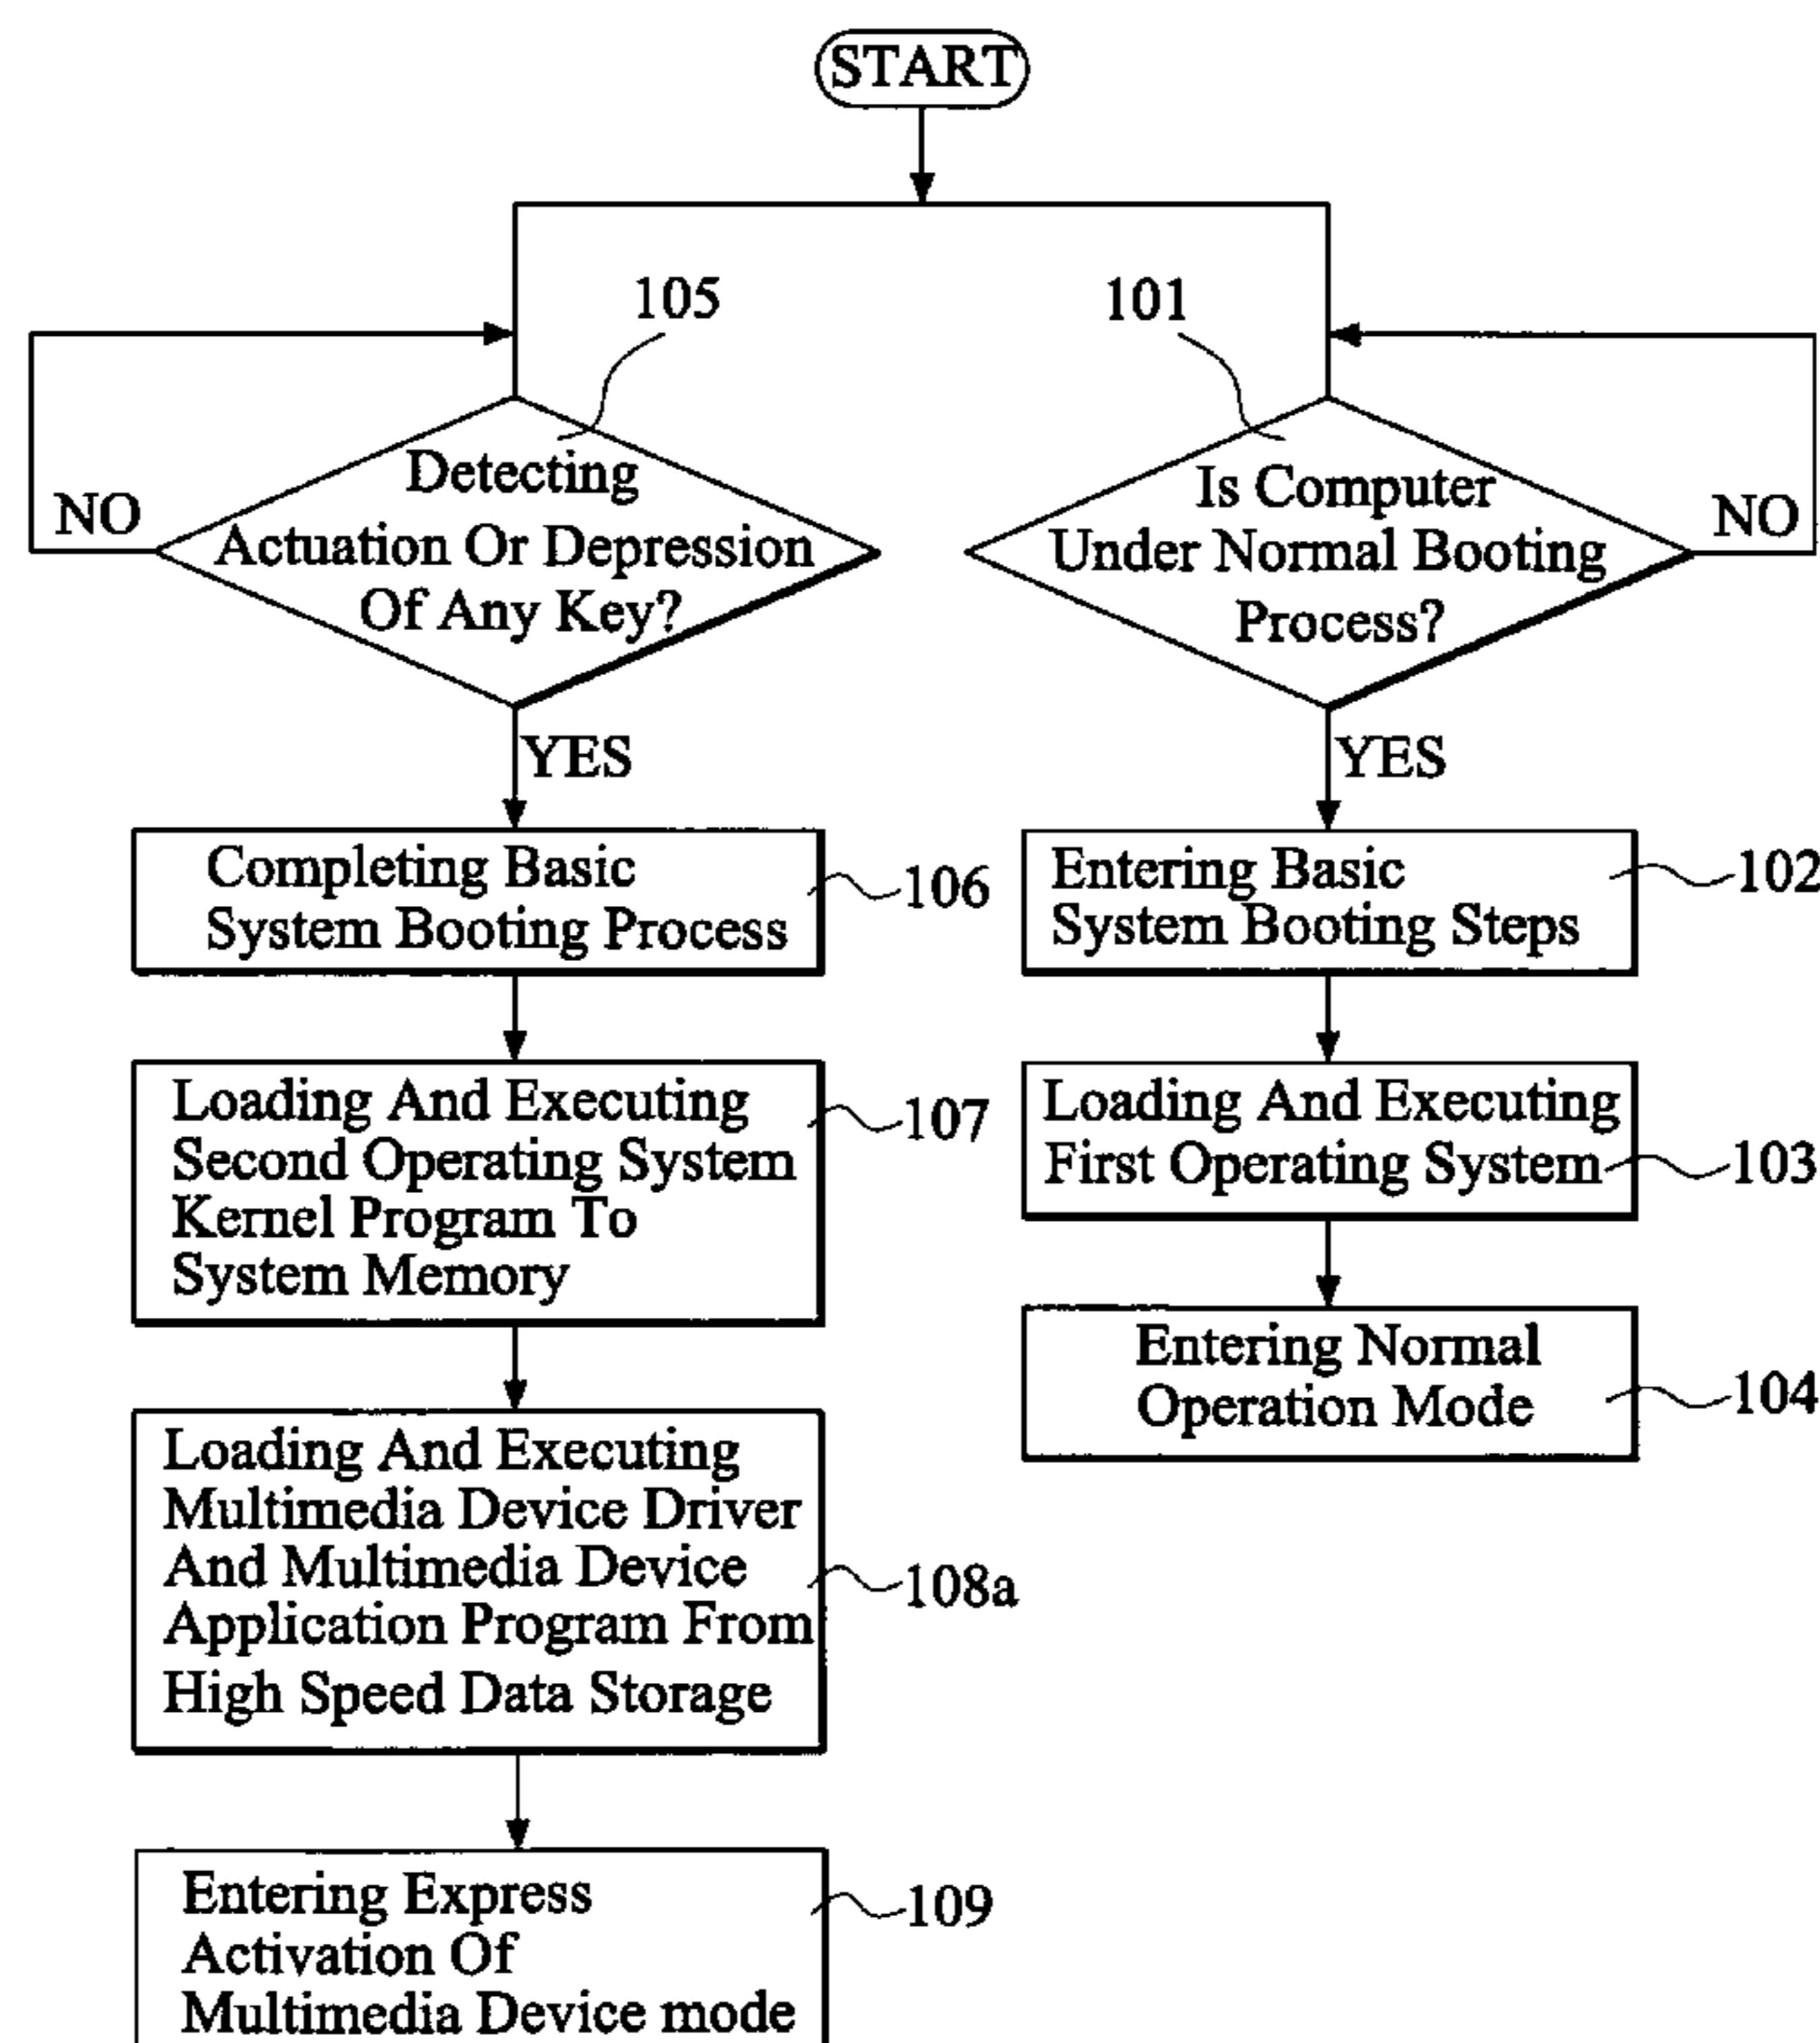 START
105
101
Detecting
Actuation Or Depression
Of Any Key?
NO
Is Computer
Under Normal Booting
Process?
NO
YES
YES
Completing Basic
System Booting Process
106
Entering Basic
System Booting Steps
102
Loading And Executing
Second Operating System
Kernel Program To
System Memory
107
Loading And Executing
First Operating System
103
Entering Normal
Operation Mode
104
Loading And Executing
Multimedia Device Driver
And Multimedia Device
Application Program From
High Speed Data Storage
108a
Entering Express
Activation Of
Multimedia Device mode
109